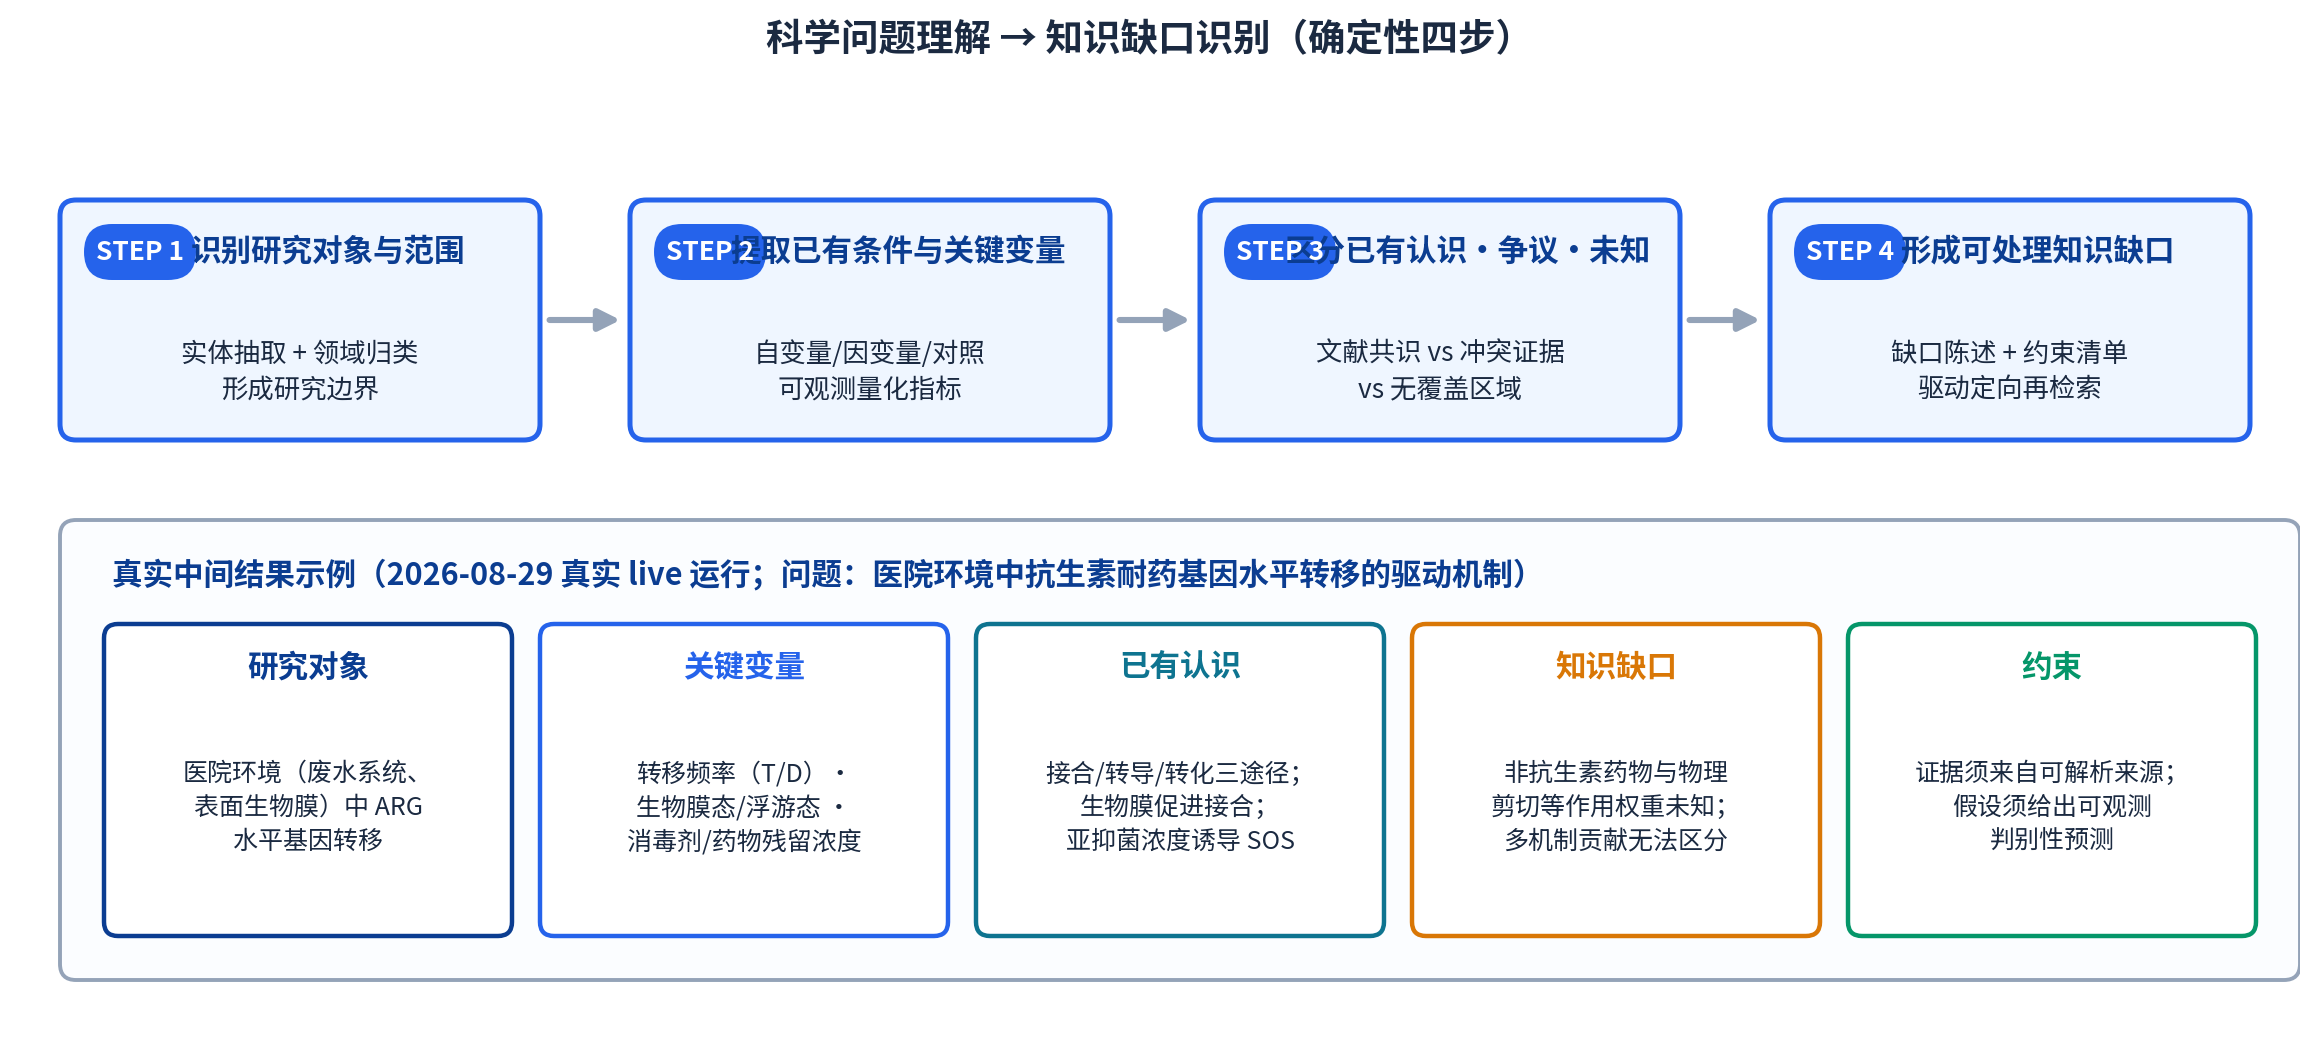 科学问题理解 → 知识缺口识别（确定性四步）
STEP 1 识别研究对象与范围
实体抽取 + 领域归类
形成研究边界
STEP 2 提取已有条件与关键变量
自变量/因变量/对照
可观测量化指标
STEP 3 区分已有认识・争议・未知
文献共识 vs 冲突证据
vs 无覆盖区域
STEP 4 形成可处理知识缺口
缺口陈述 + 约束清单
驱动定向再检索
真实中间结果示例（2026-08-29 真实 live 运行；问题：医院环境中抗生素耐药基因水平转移的驱动机制）
研究对象
医院环境（废水系统、
表面生物膜）中 ARG
水平基因转移
关键变量
转移频率（T/D）・
生物膜态/浮游态・
消毒剂/药物残留浓度
已有认识
接合/转导/转化三途径；
生物膜促进接合；
亚抑菌浓度诱导 SOS
知识缺口
非抗生素药物与物理
剪切等作用权重未知；
多机制贡献无法区分
约束
证据须来自可解析来源；
假设须给出可观测
判别性预测